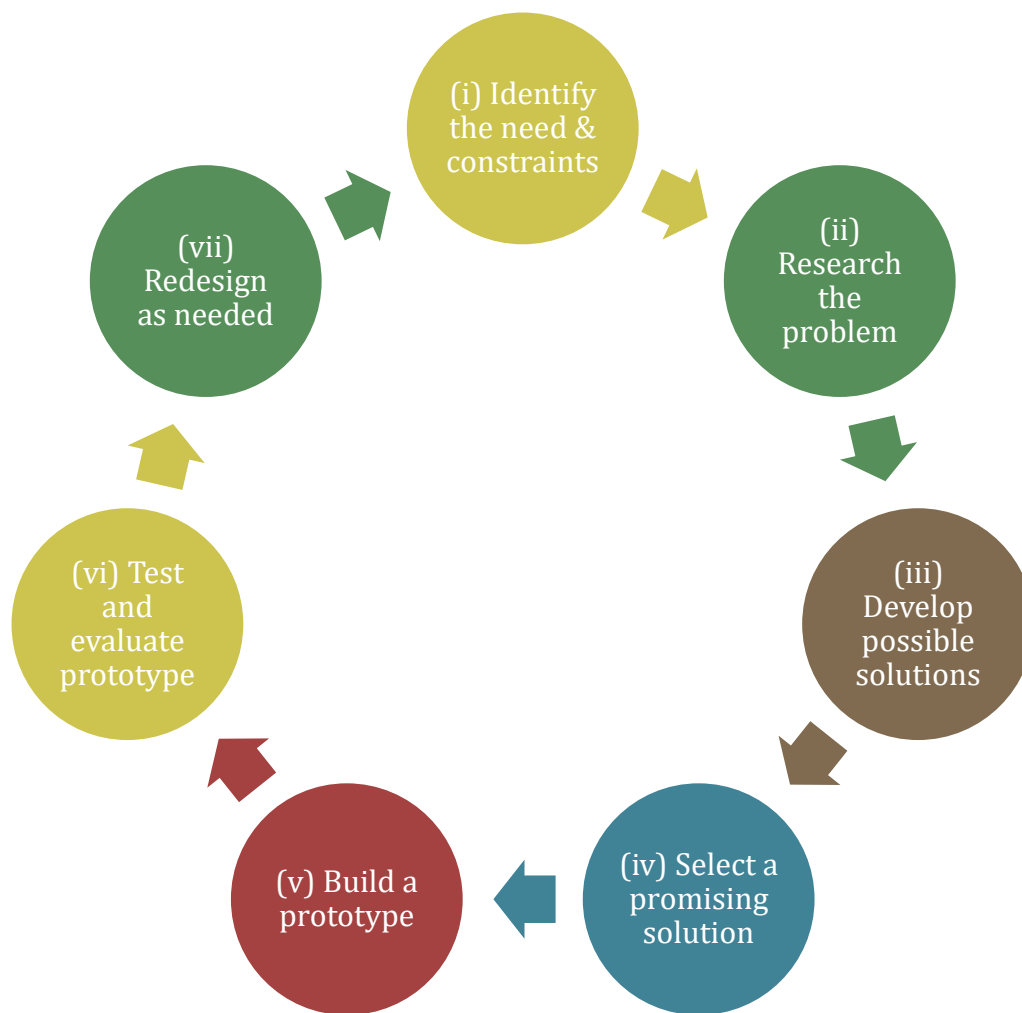 (i) Identify
the need &
constraints
(ii)
Research
the
problem
(iii)
Develop
possible
solutions
(iv) Select a
promising
solution
(v) Build a
prototype
(vi) Test
and
evaluate
prototype
(vii)
Redesign
as needed